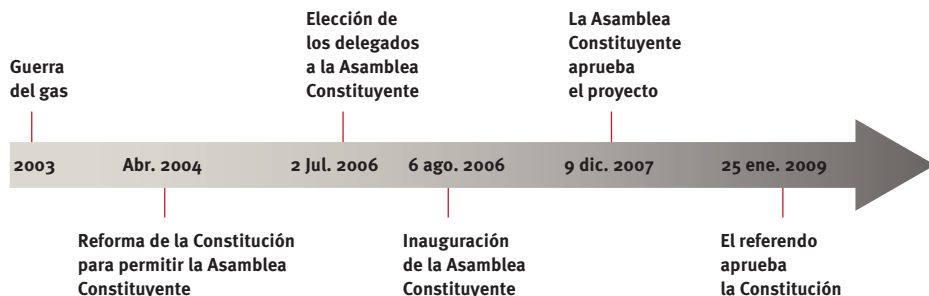 Guerra
del gas
Elección de
los delegados
a la Asamblea
Constituyente
La Asamblea
Constituyente
aprueba
el proyecto
2003
Abr. 2004
2 Jul. 2006
6 ago. 2006
9 dic. 2007
25 ene. 2009
Reforma de la Constitución
para permitir la Asamblea
Constituyente
Inauguración
de la Asamblea
Constituyente
El referendo
aprueba
la Constitución